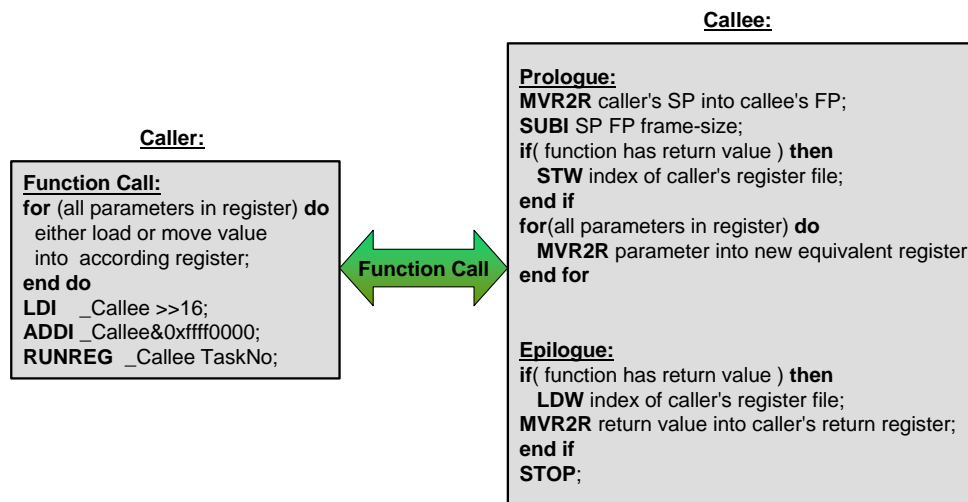 Caller:
Function Call:
for (all parameters in register) do
either load or move value
into according register;
end do
LDI _Callee >>16;
ADDI _Callee&0xffff0000;
RUNREG _Callee TaskNo;
Function Call
Callee:
Prologue:
MVR2R caller's SP into callee's FP;
SUBI SP FP frame-size;
if( function has return value ) then
STW index of caller's register file;
end if
for(all parameters in register) do
MVR2R parameter into new equivalent register
end for
Epilogue:
if( function has return value ) then
LDW index of caller's register file;
MVR2R return value into caller's return register;
end if
STOP;